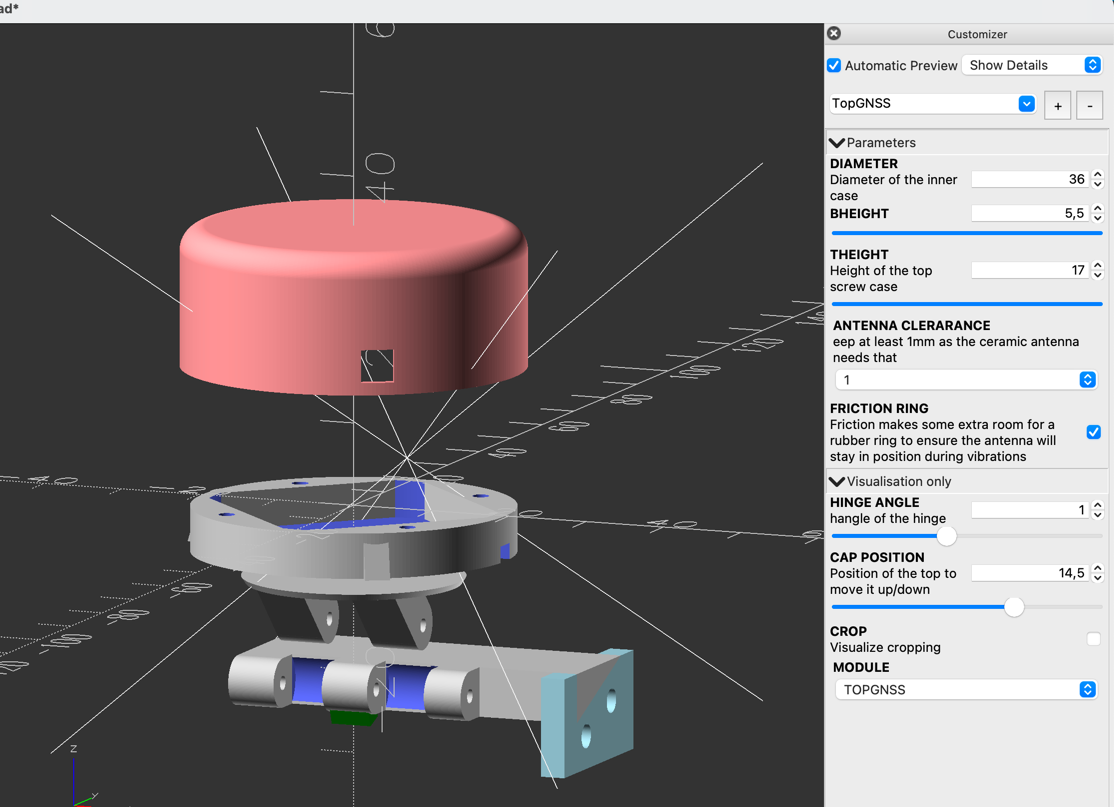 ad*
Customizer
Automatic Preview
Show Details
TopGNSS
+
-
Parameters
DIAMETER
Diameter of the inner
case
36
BHEIGHT
5,5
THEIGHT
Height of the top
screw case
17
ANTENNA CLERARANCE
eep at least 1mm as the ceramic antenna
needs that
1
FRICTION RING
Friction makes some extra room for a
rubber ring to ensure the antenna will
stay in position during vibrations
Visualisation only
HINGE ANGLE
hangle of the hinge
1
CAP POSITION
Position of the top to
move it up/down
14,5
CROP
Visualize cropping
MODULE
TOPGNSS
40
z
y